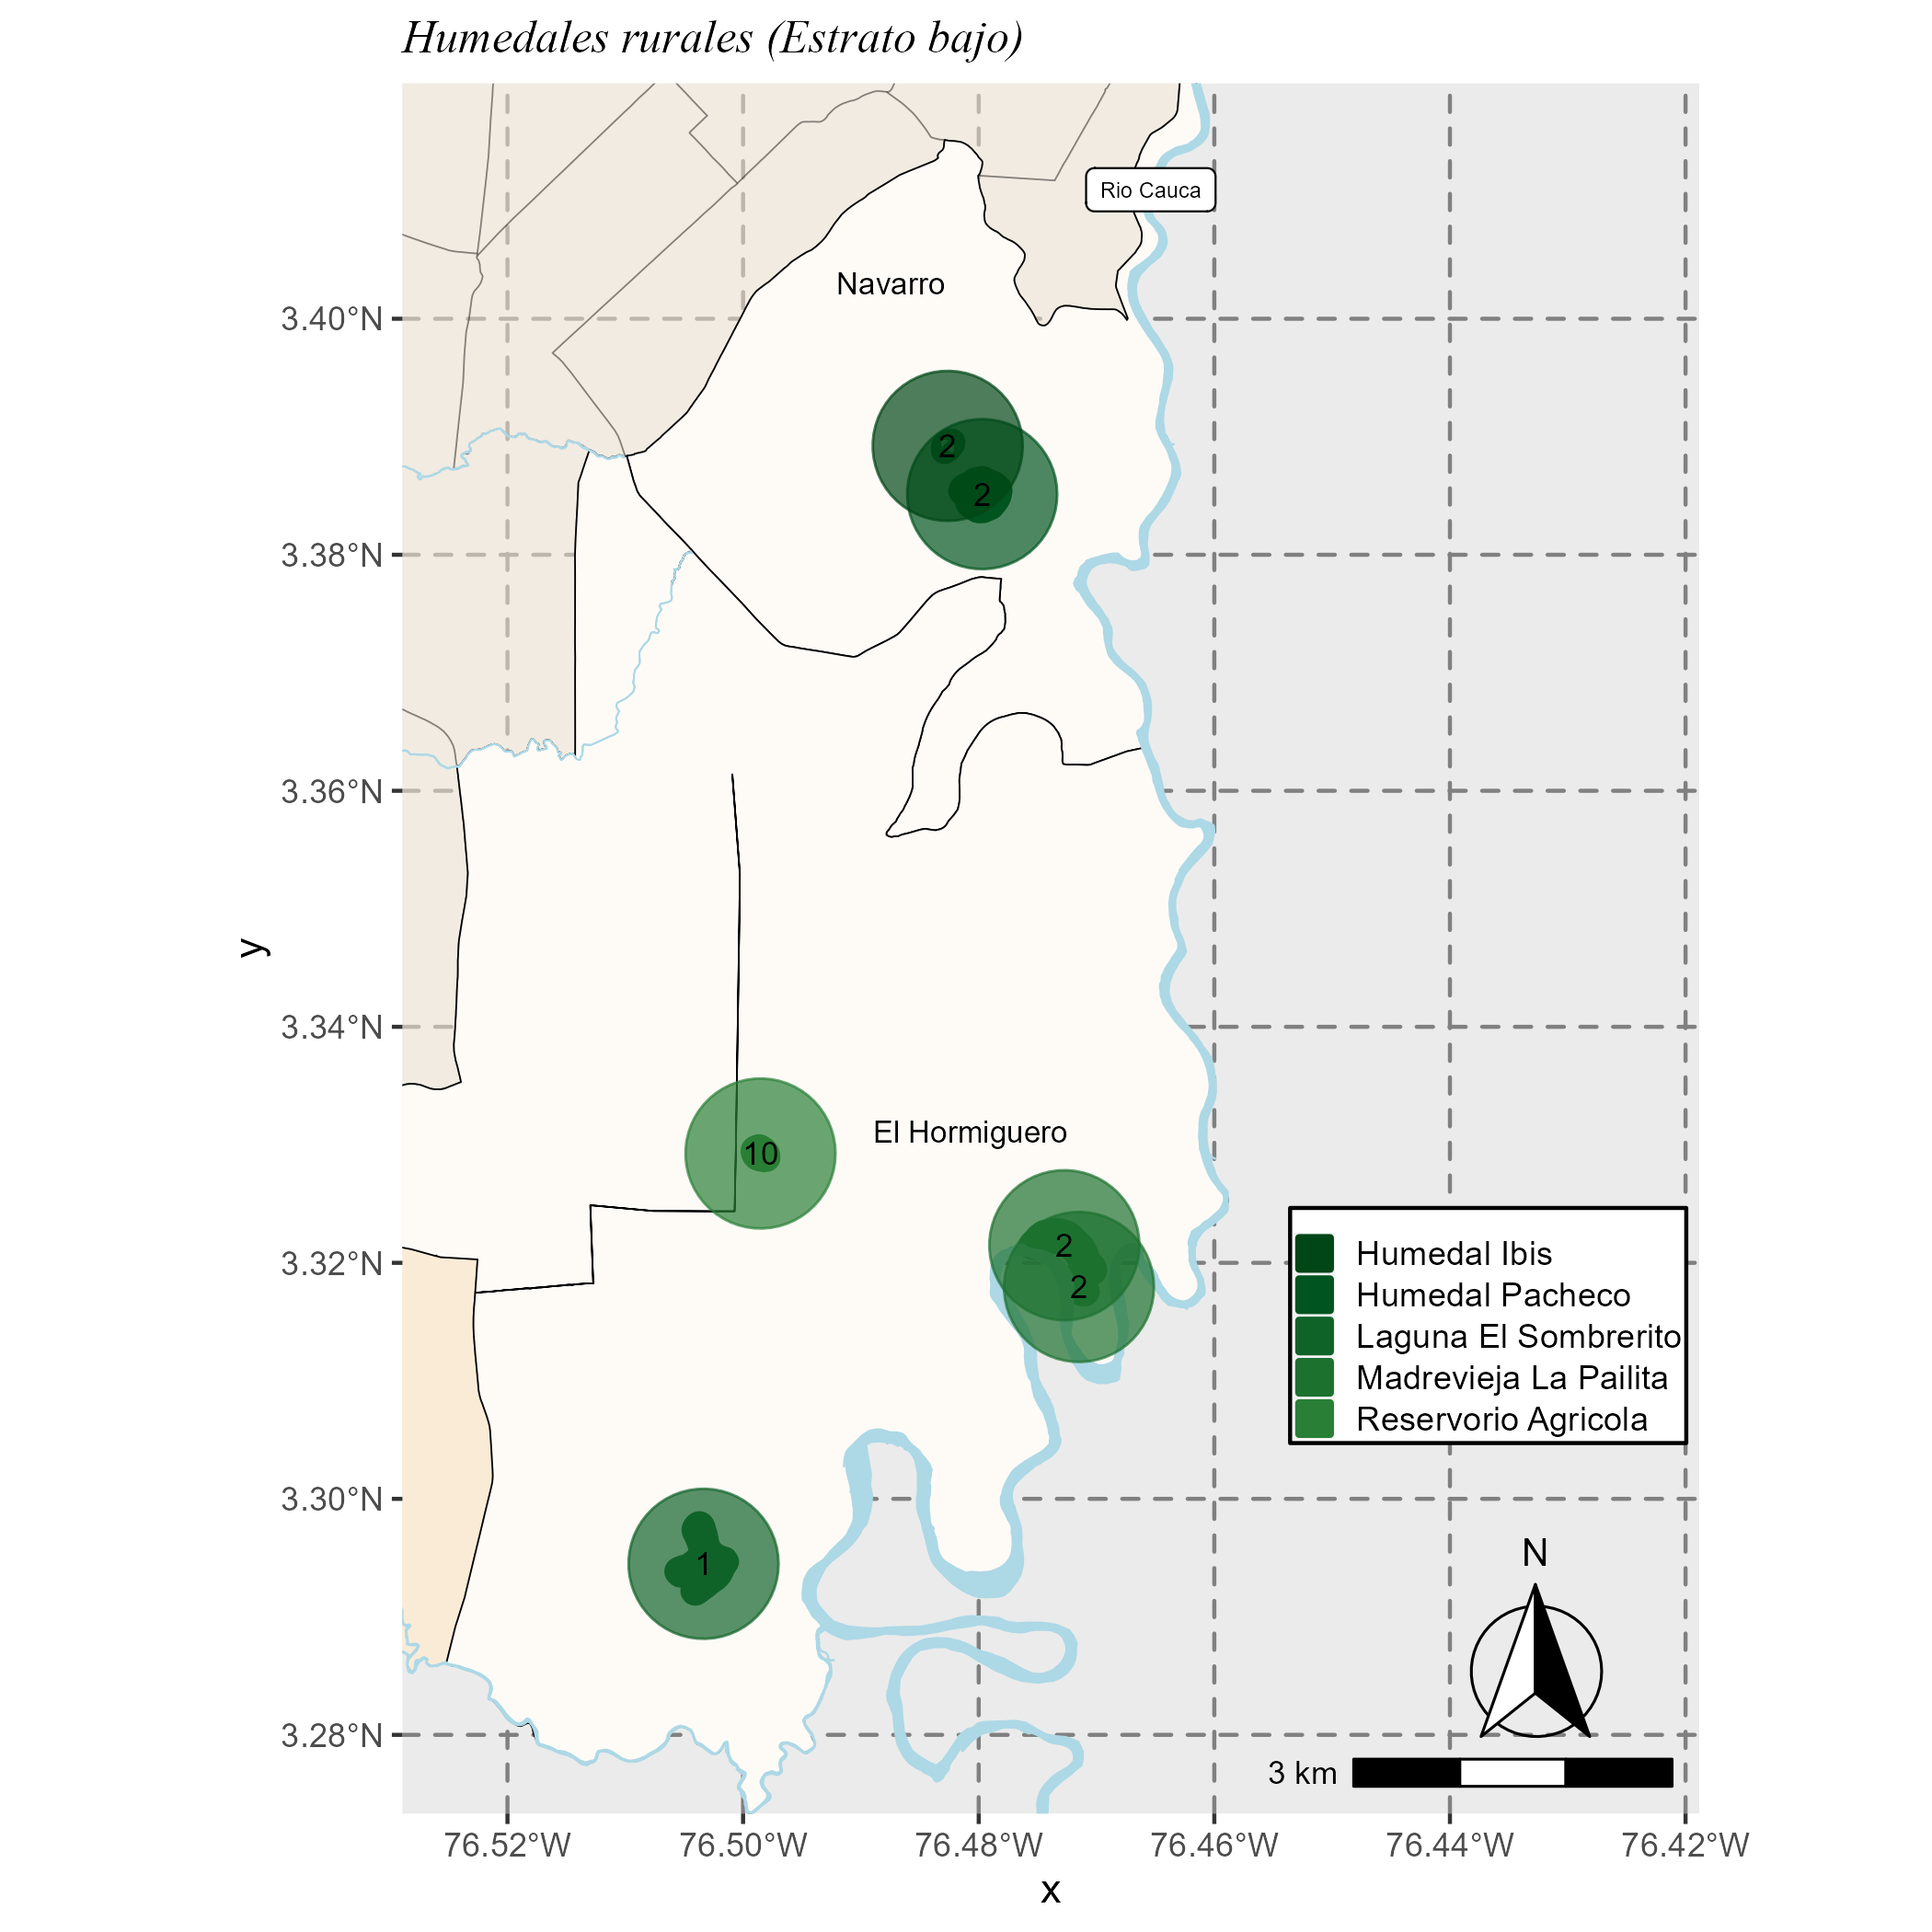 Humedales rurales (Estrato bajo)
Rio Cauca
Navarro
3.40°N
2
2
3.38°N
3.36°N
y
3.34°N
El Hormiguero
10
2
3.32°N
2
Humedal Ibis
Humedal Pacheco
Laguna El Sombrerito
Madrevieja La Pailita
Reservorio Agricola
3.30°N
N
1
3.28°N
3 km
76.52°W
76.50°W
76.48°W
76.46°W
76.44°W
76.42°W
x